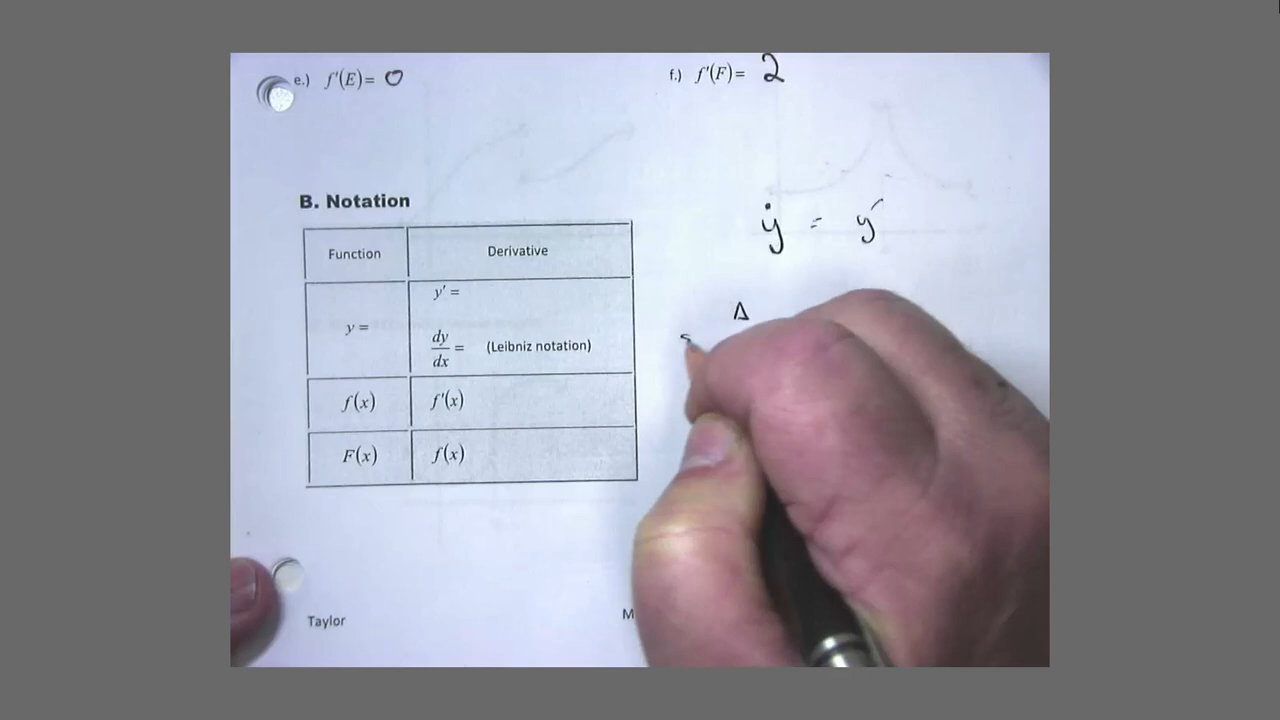 e.) f'(E)= 0
f.) f'(F)= 2
B. Notation
ẏ = y'
Function
Derivative
y =
y' =
dy/dx = (Leibniz notation)
f(x)
f'(x)
F(x)
f(x)
Δ
Taylor
M